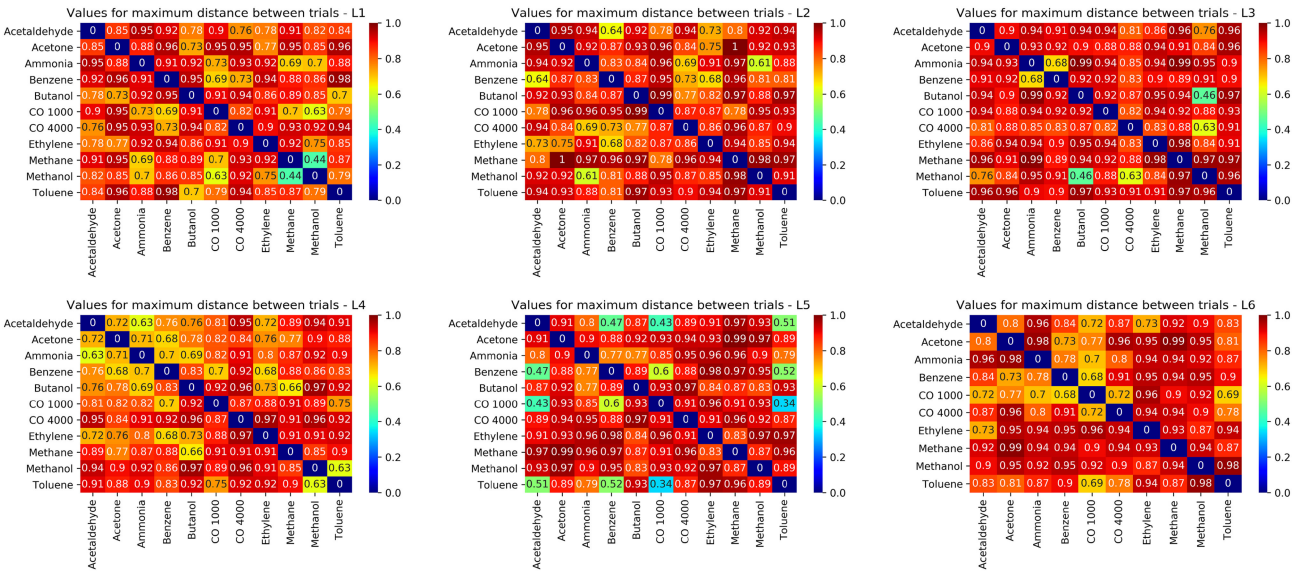 Values for maximum distance between trials - L1
Acetaldehyde 0 0.85 0.95 0.92 0.78 0.9 0.76 0.78 0.91 0.82 0.84
Acetone 0.85 0 0.88 0.96 0.73 0.95 0.95 0.77 0.95 0.85 0.96
Ammonia 0.95 0.88 0 0.91 0.92 0.73 0.93 0.92 0.69 0.7 0.88
Benzene 0.92 0.96 0.91 0 0.95 0.69 0.73 0.94 0.88 0.86 0.98
Butanol 0.78 0.73 0.92 0.95 0 0.91 0.94 0.86 0.89 0.85 0.7
CO 1000 0.9 0.95 0.73 0.69 0.91 0 0.82 0.91 0.7 0.63 0.79
CO 4000 0.76 0.95 0.93 0.73 0.94 0.82 0 0.9 0.93 0.92 0.94
Ethylene 0.78 0.77 0.92 0.94 0.86 0.91 0.9 0 0.92 0.75 0.85
Methane 0.91 0.95 0.69 0.88 0.89 0.7 0.93 0.92 0 0.44 0.87
Methanol 0.82 0.85 0.7 0.86 0.85 0.63 0.92 0.75 0.44 0 0.79
Toluene 0.84 0.96 0.88 0.98 0.7 0.79 0.94 0.85 0.87 0.79 0
Acetaldehyde Acetone Ammonia Benzene Butanol CO 1000 CO 4000 Ethylene Methane Methanol Toluene
1.0
0.8
0.6
0.4
0.2
0.0
Values for maximum distance between trials - L2
Acetaldehyde 0 0.95 0.94 0.64 0.92 0.78 0.94 0.73 0.8 0.92 0.94
Acetone 0.95 0 0.92 0.87 0.93 0.96 0.84 0.75 1 0.94 0.93
Ammonia 0.94 0.92 0 0.83 0.84 0.96 0.69 0.91 0.97 0.61 0.88
Benzene 0.64 0.87 0.83 0 0.87 0.95 0.73 0.68 0.96 0.81 0.81
Butanol 0.92 0.93 0.84 0.87 0 0.99 0.77 0.82 0.97 0.92 0.97
CO 1000 0.78 0.96 0.96 0.95 0.99 0 0.87 0.87 0.78 0.95 0.93
CO 4000 0.94 0.84 0.69 0.73 0.77 0.87 0 0.86 0.96 0.87 0.9
Ethylene 0.73 0.75 0.91 0.68 0.82 0.87 0.86 0 0.94 0.92 0.91
Methane 0.8 1 0.97 0.96 0.97 0.78 0.96 0.94 0 0.98 0.97
Methanol 0.92 0.94 0.61 0.81 0.92 0.95 0.87 0.92 0.98 0 0.96
Toluene 0.94 0.93 0.88 0.81 0.97 0.93 0.9 0.91 0.97 0.96 0
Acetaldehyde Acetone Ammonia Benzene Butanol CO 1000 CO 4000 Ethylene Methane Methanol Toluene
1.0
0.8
0.6
0.4
0.2
0.0
Values for maximum distance between trials - L3
Acetaldehyde 0 0.9 0.94 0.91 0.94 0.94 0.81 0.86 0.96 0.76 0.96
Acetone 0.9 0 0.93 0.92 0.9 0.88 0.88 0.94 0.91 0.84 0.96
Ammonia 0.94 0.93 0 0.68 0.99 0.94 0.85 0.94 0.99 0.95 0.9
Benzene 0.91 0.92 0.68 0 0.92 0.92 0.83 0.9 0.89 0.91 0.9
Butanol 0.94 0.9 0.99 0.92 0 0.92 0.87 0.95 0.94 0.46 0.97
CO 1000 0.94 0.88 0.94 0.92 0.92 0 0.82 0.94 0.92 0.88 0.93
CO 4000 0.81 0.88 0.85 0.83 0.87 0.82 0 0.83 0.88 0.63 0.91
Ethylene 0.86 0.94 0.94 0.9 0.95 0.94 0.83 0 0.98 0.84 0.91
Methane 0.96 0.91 0.99 0.89 0.94 0.92 0.88 0.98 0 0.97 0.97
Methanol 0.76 0.84 0.95 0.91 0.46 0.88 0.63 0.84 0.97 0 0.96
Toluene 0.96 0.96 0.9 0.9 0.97 0.93 0.91 0.91 0.97 0.96 0
Acetaldehyde Acetone Ammonia Benzene Butanol CO 1000 CO 4000 Ethylene Methane Methanol Toluene
1.0
0.8
0.6
0.4
0.2
0.0
Values for maximum distance between trials - L4
Acetaldehyde 0 0.72 0.63 0.76 0.76 0.81 0.95 0.72 0.89 0.94 0.91
Acetone 0.72 0 0.71 0.68 0.78 0.82 0.84 0.76 0.77 0.9 0.88
Ammonia 0.63 0.71 0 0.7 0.69 0.82 0.91 0.8 0.87 0.92 0.9
Benzene 0.76 0.68 0.7 0 0.83 0.7 0.92 0.68 0.88 0.86 0.83
Butanol 0.76 0.78 0.69 0.83 0 0.92 0.96 0.73 0.66 0.97 0.92
CO 1000 0.81 0.82 0.82 0.7 0.92 0 0.87 0.88 0.91 0.89 0.75
CO 4000 0.95 0.84 0.91 0.92 0.96 0.87 0 0.97 0.91 0.96 0.92
Ethylene 0.72 0.76 0.8 0.68 0.73 0.88 0.97 0 0.91 0.91 0.92
Methane 0.89 0.77 0.87 0.88 0.66 0.91 0.91 0.91 0 0.85 0.9
Methanol 0.94 0.9 0.92 0.86 0.97 0.89 0.96 0.91 0.85 0 0.63
Toluene 0.91 0.88 0.9 0.83 0.92 0.75 0.92 0.92 0.9 0.63 0
Acetaldehyde Acetone Ammonia Benzene Butanol CO 1000 CO 4000 Ethylene Methane Methanol Toluene
1.0
0.8
0.6
0.4
0.2
0.0
Values for maximum distance between trials - L5
Acetaldehyde 0 0.91 0.8 0.47 0.87 0.43 0.89 0.91 0.97 0.93 0.51
Acetone 0.91 0 0.9 0.88 0.92 0.93 0.94 0.93 0.99 0.97 0.89
Ammonia 0.8 0.9 0 0.77 0.77 0.85 0.95 0.96 0.96 0.9 0.79
Benzene 0.47 0.88 0.77 0 0.89 0.6 0.88 0.98 0.97 0.95 0.52
Butanol 0.87 0.92 0.77 0.89 0 0.93 0.97 0.84 0.87 0.83 0.93
CO 1000 0.43 0.93 0.85 0.6 0.93 0 0.91 0.96 0.91 0.93 0.34
CO 4000 0.89 0.94 0.95 0.88 0.97 0.91 0 0.91 0.96 0.92 0.87
Ethylene 0.91 0.93 0.96 0.98 0.84 0.96 0.91 0 0.83 0.97 0.97
Methane 0.97 0.99 0.96 0.97 0.87 0.91 0.96 0.83 0 0.87 0.96
Methanol 0.93 0.97 0.9 0.95 0.83 0.93 0.92 0.97 0.87 0 0.89
Toluene 0.51 0.89 0.79 0.52 0.93 0.34 0.87 0.97 0.96 0.89 0
Acetaldehyde Acetone Ammonia Benzene Butanol CO 1000 CO 4000 Ethylene Methane Methanol Toluene
1.0
0.8
0.6
0.4
0.2
0.0
Values for maximum distance between trials - L6
Acetaldehyde 0 0.8 0.96 0.84 0.72 0.87 0.73 0.92 0.9 0.83
Acetone 0.8 0 0.98 0.73 0.77 0.96 0.95 0.99 0.95 0.81
Ammonia 0.96 0.98 0 0.78 0.7 0.8 0.96 0.94 0.92 0.87
Benzene 0.84 0.73 0.78 0 0.68 0.91 0.95 0.94 0.95 0.9
CO 1000 0.72 0.77 0.7 0.68 0 0.72 0.96 0.9 0.92 0.69
CO 4000 0.87 0.96 0.8 0.91 0.72 0 0.94 0.94 0.9 0.78
Ethylene 0.73 0.95 0.96 0.95 0.96 0.94 0 0.93 0.87 0.94
Methane 0.92 0.99 0.94 0.94 0.9 0.94 0.93 0 0.94 0.87
Methanol 0.9 0.95 0.92 0.95 0.92 0.9 0.87 0.94 0 0.98
Toluene 0.83 0.81 0.87 0.9 0.69 0.78 0.94 0.87 0.98 0
Acetaldehyde Acetone Ammonia Benzene CO 1000 CO 4000 Ethylene Methane Methanol Toluene
1.0
0.8
0.6
0.4
0.2
0.0